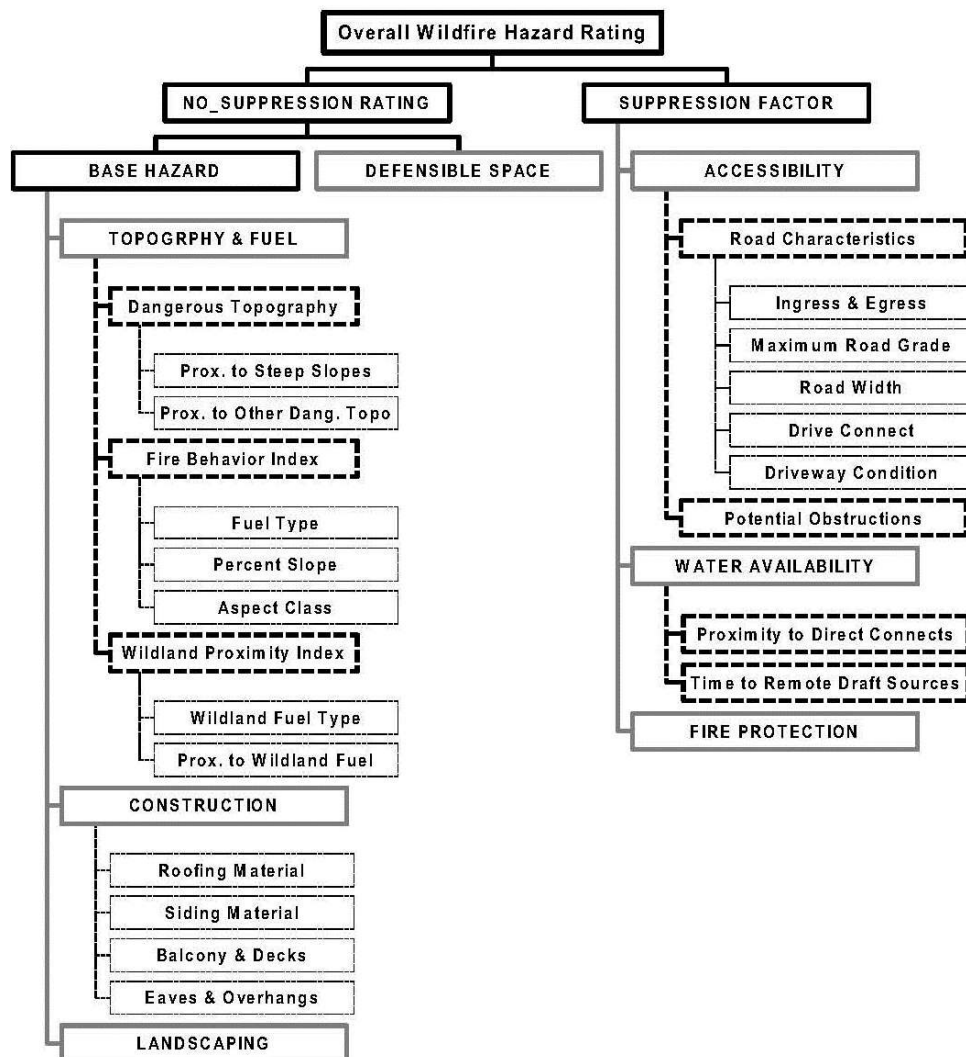 Overall Wildfire Hazard Rating
NO_SUPPRESSION RATING
SUPPRESSION FACTOR
BASE HAZARD
DEFENSIBLE SPACE
TOPOGRPHY & FUEL
Dangerous Topography
Prox. to Steep Slopes
Prox. to Other Dang. Topo
Fire Behavior Index
Fuel Type
Percent Slope
Aspect Class
Wildland Proximity Index
Wildland Fuel Type
Prox. to Wildland Fuel
CONSTRUCTION
Roofing Material
Siding Material
Balcony & Decks
Eaves & Overhangs
LANDSCAPING
ACCESSIBILITY
Road Characteristics
Ingress & Egress
Maximum Road Grade
Road Width
Drive Connect
Driveway Condition
Potential Obstructions
WATER AVAILABILITY
Proximity to Direct Connects
Time to Remote Draft Sources
FIRE PROTECTION